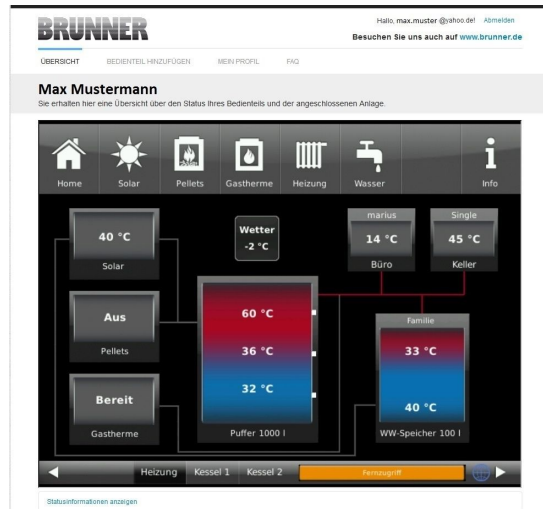 BRUNNER
Hallo, max.muster @yahoo.de! Abmelden
Besuchen Sie uns auch auf www.brunner.de
ÜBERSICHT BEDIENTEIL HINZUFÜGEN MEIN PROFIL FAQ
Max Mustermann
Sie erhalten hier eine Übersicht über den Status Ihres Bedienteils und der angeschlossenen Anlage.
Home Solar Pellets Gastherme Heizung Wasser Info
40 °C
Solar
Wetter
-2 °C
marius
14 °C
Büro
Single
45 °C
Keller
Aus
Pellets
60 °C
36 °C
32 °C
Puffer 1000 l
Familie
33 °C
40 °C
WW-Speicher 100 l
Bereit
Gastherme
Heizung Kessel 1 Kessel 2 Fernzugriff
Statusinformationen anzeigen